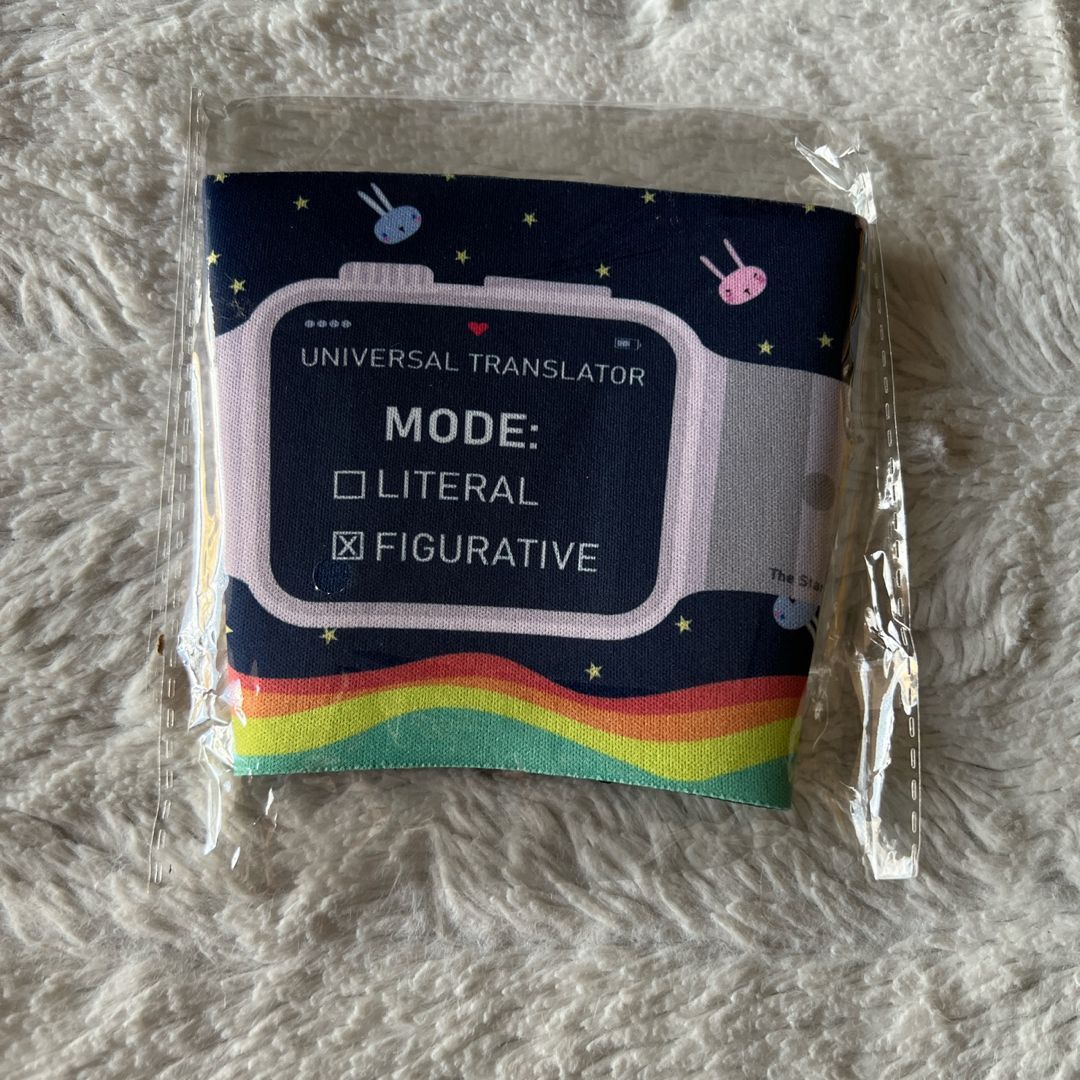 UNIVERSAL TRANSLATOR
MODE:
LITERAL
FIGURATIVE
The